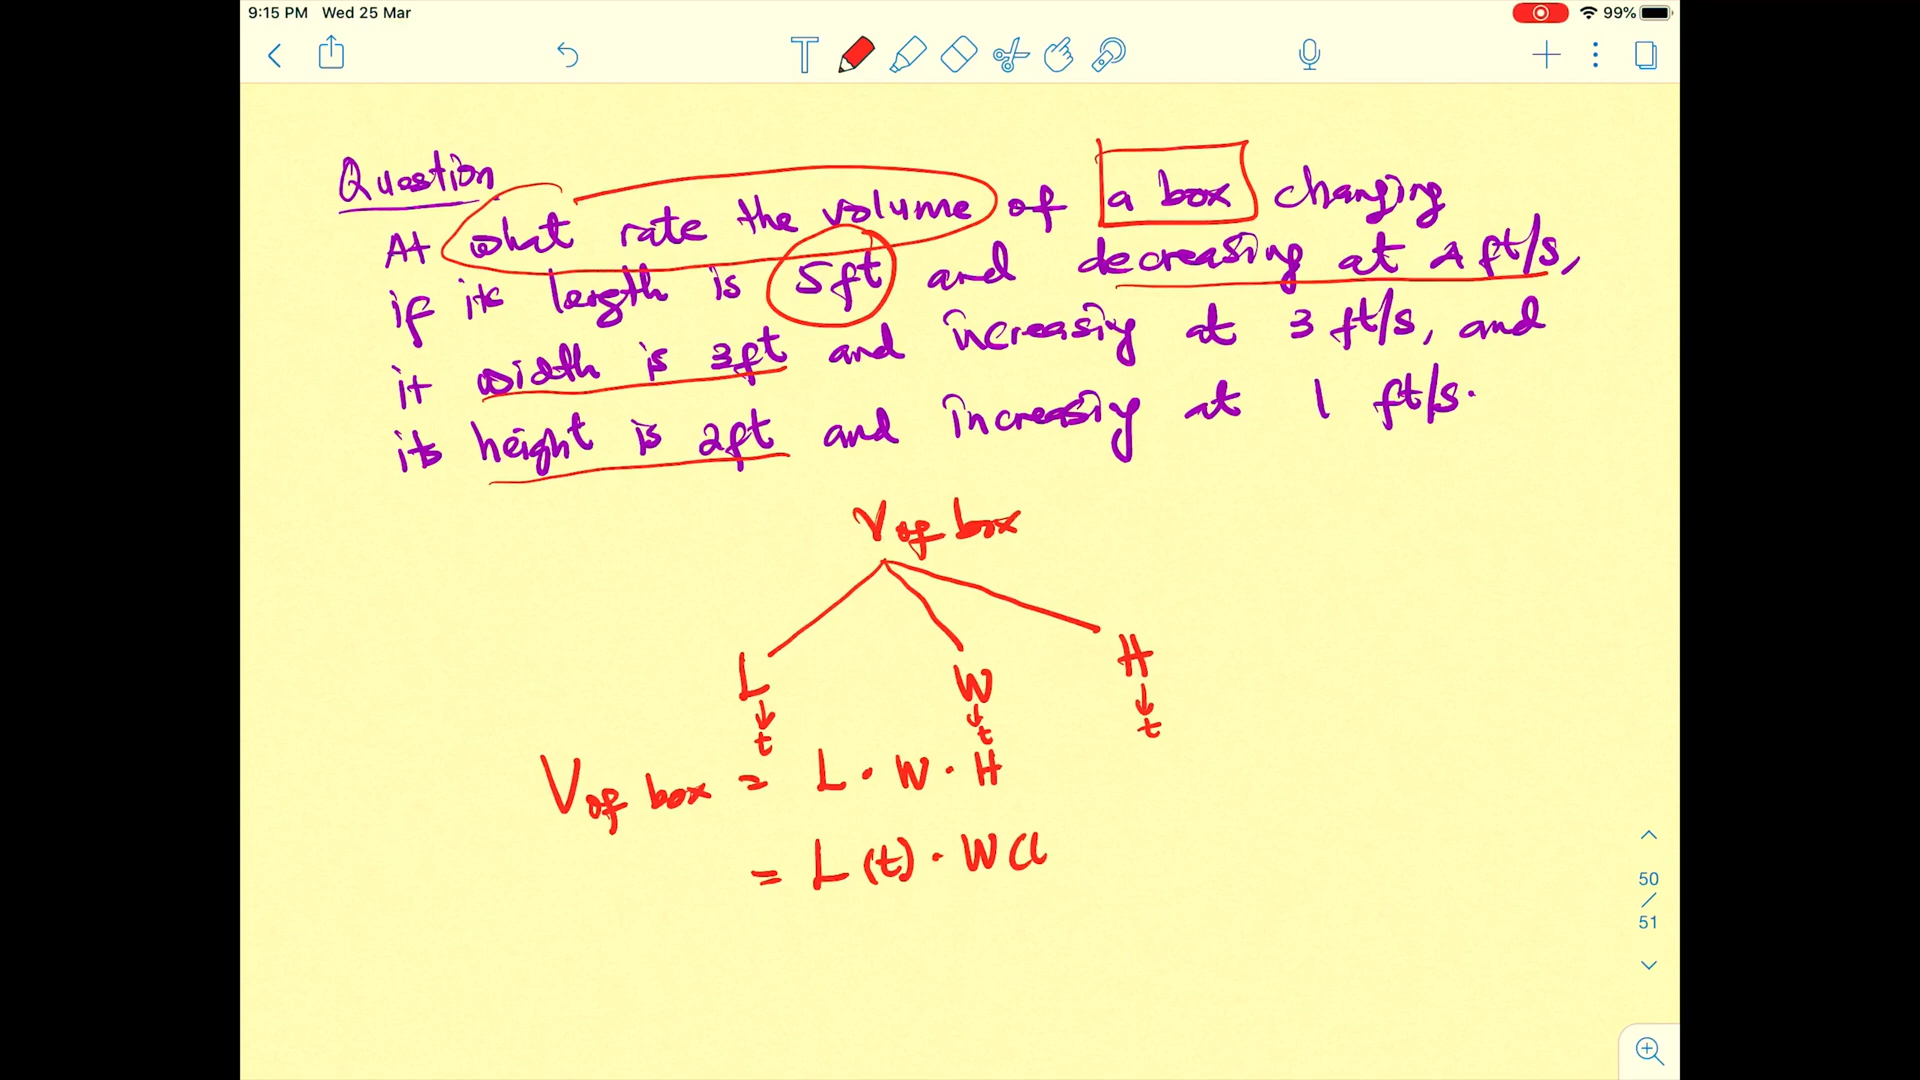 9:15 PM Wed 25 Mar
99%
T
Question
At what rate the volume of a box changing
if its length is 5ft and decreasing at 4 ft/s,
it width is 3ft and increasing at 3 ft/s, and
its height is 2ft and increasing at 1 ft/s.
V of box
L W H
t t t
V of box = L · W · H
= L(t) · W(
50
/
51